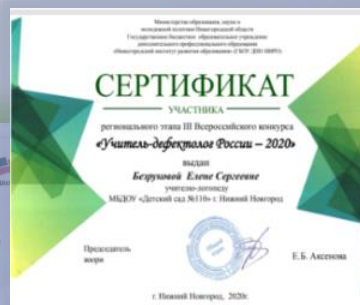 Министерство образования, науки и
молодежной политики Нижегородской области
Государственное бюджетное образовательное учреждение
дополнительного профессионального образования
«Нижегородский институт развития образования» (ГБОУ ДПО НИРО)
СЕРТИФИКАТ
УЧАСТНИКА
регионального этапа III Всероссийского конкурса
«Учитель-дефектолог России – 2020»
выдан
Безруковой Елене Сергеевне
учителю-логопеду
МБДОУ «Детский сад №110» г. Нижний Новгород
Председатель
жюри
Е.Б. Аксенова
г. Нижний Новгород, 2020г.